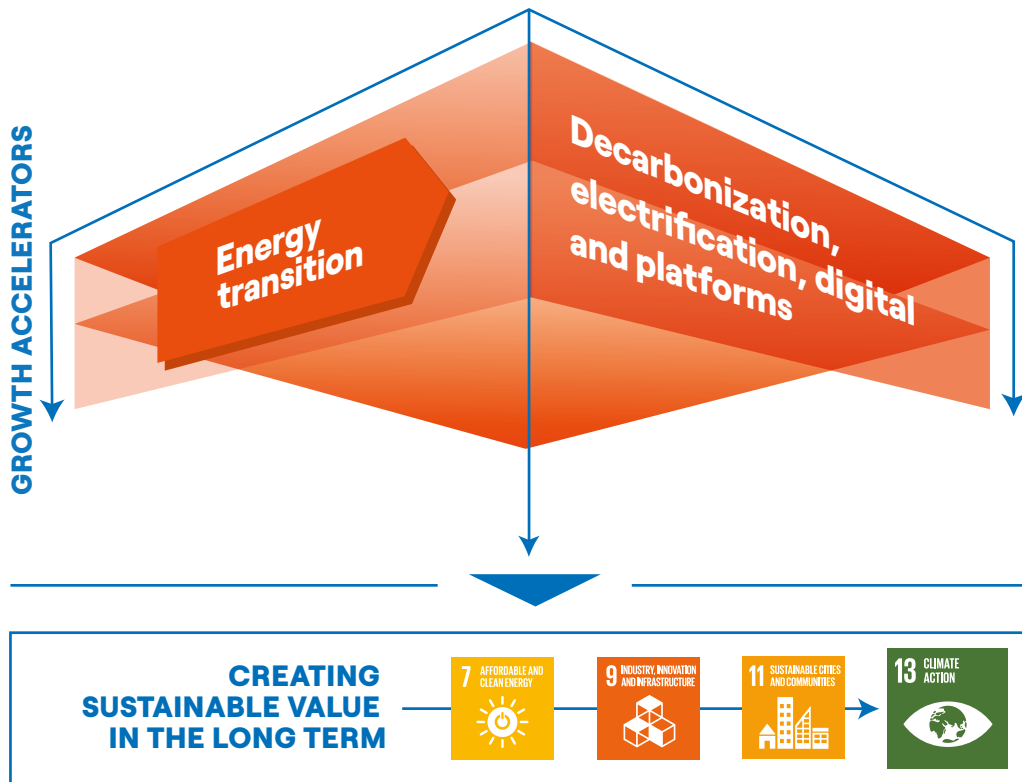 GROWTH ACCELERATORS
Energy
transition
Decarbonization,
electrification, digital
and platforms
CREATING
SUSTAINABLE VALUE
IN THE LONG TERM
7 AFFORDABLE AND
CLEAN ENERGY
9 INDUSTRY, INNOVATION
AND INFRASTRUCTURE
11 SUSTAINABLE CITIES
AND COMMUNITIES
13 CLIMATE
ACTION